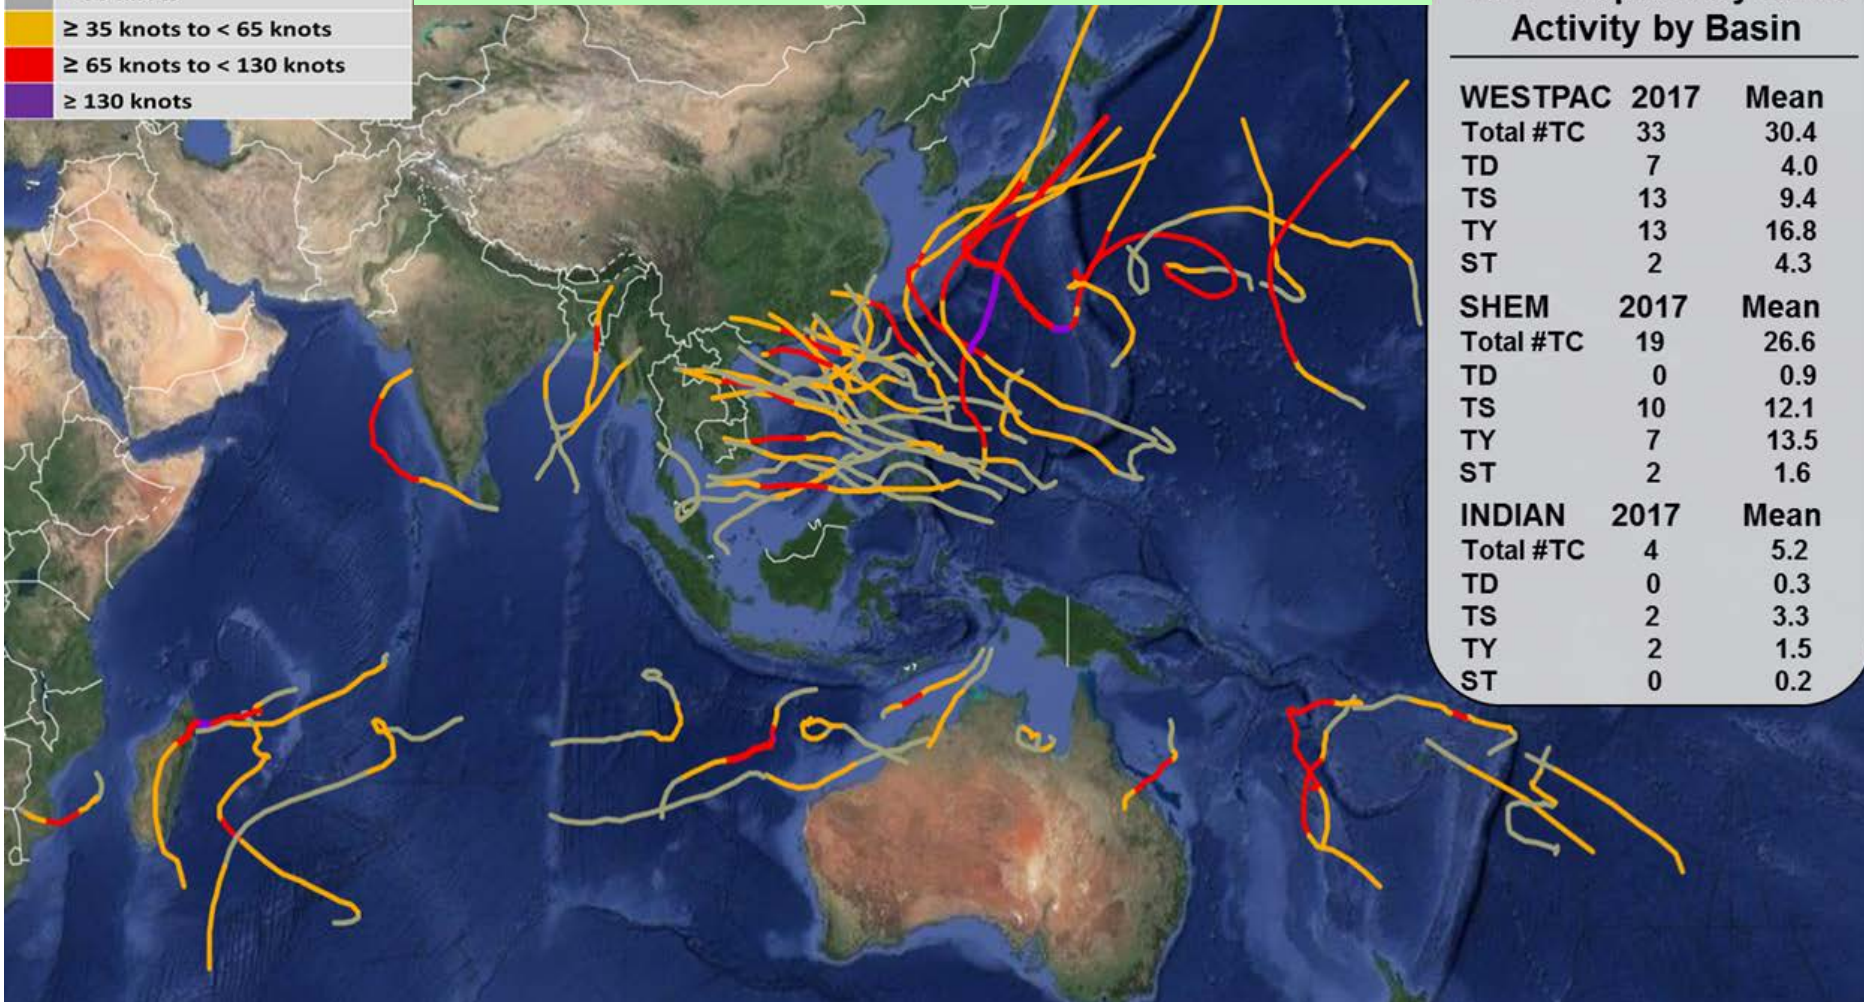 ≥ 35 knots to < 65 knots
≥ 65 knots to < 130 knots
≥ 130 knots
Activity by Basin
WESTPAC 2017 Mean
Total #TC 33 30.4
TD 7 4.0
TS 13 9.4
TY 13 16.8
ST 2 4.3
SHEM 2017 Mean
Total #TC 19 26.6
TD 0 0.9
TS 10 12.1
TY 7 13.5
ST 2 1.6
INDIAN 2017 Mean
Total #TC 4 5.2
TD 0 0.3
TS 2 3.3
TY 2 1.5
ST 0 0.2